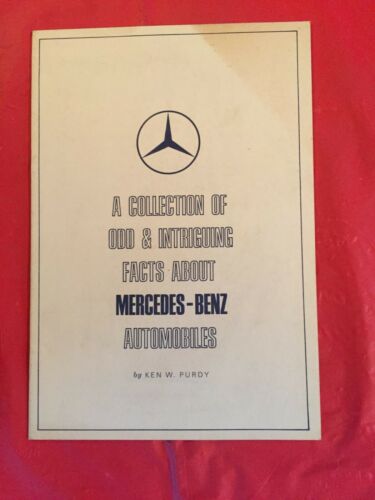 A COLLECTION OF
ODD & INTRIGUING
FACTS ABOUT
MERCEDES-BENZ
AUTOMOBILES
by KEN W. PURDY